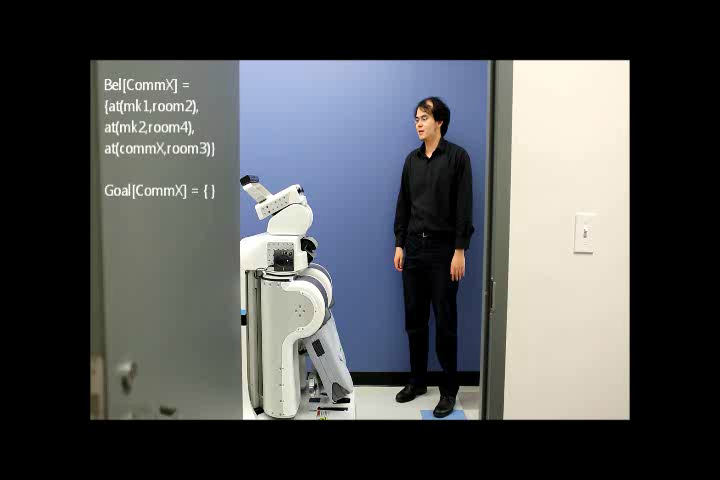 Bel[CommX] =
{at(mk1,room2),
at(mk2,room4),
at(commX,room3)}
Goal[CommX] = { }